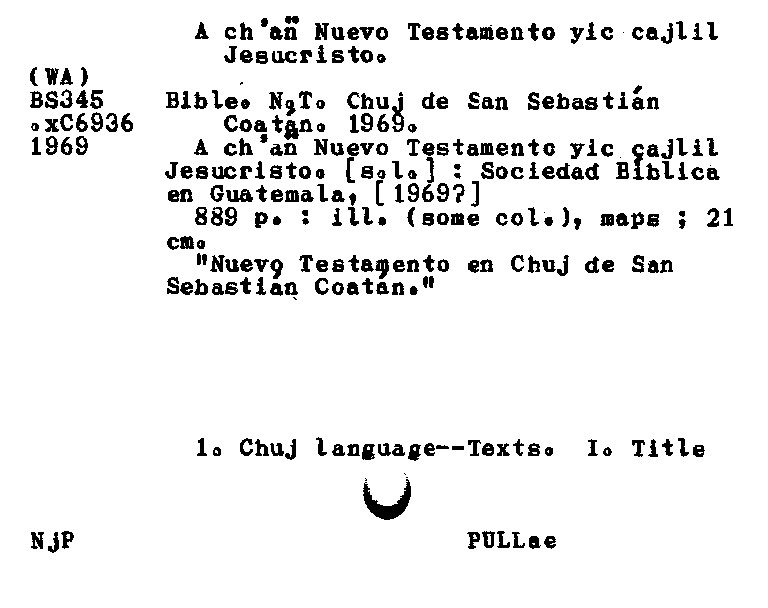 A ch'añ Nuevo Testamento yic cajlil
Jesucristo.
(WA)
BS345 Bible. N.T. Chuj de San Sebastián
.xC6936 Coatán. 1969.
1969 A ch'añ Nuevo Testamento yic cajlil
Jesucristo. [s.l.] : Sociedad Bíblica
en Guatemala, [1969?]
889 p. : ill. (some col.), maps ; 21
cm.
"Nuevo Testamento en Chuj de San
Sebastián Coatán."
1. Chuj language--Texts. I. Title
NjP PULLae